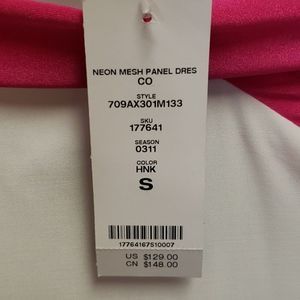 NEON MESH PANEL DRES
CO
STYLE
709AX301M133
SKU
177641
SEASON
0311
COLOR
HNK
S
17764167510007
US $129.00
CN $148.00